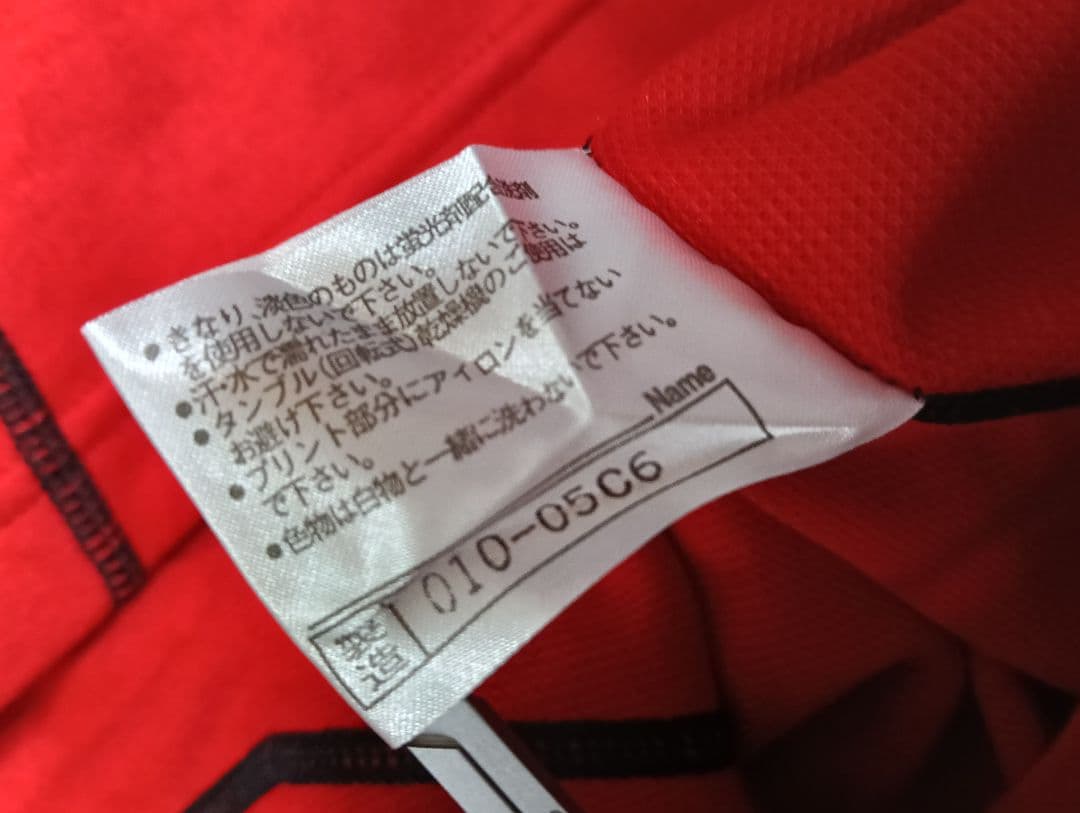 ●きなり、淡色のものは蛍光剤配合洗剤
を使用しないで下さい。
●汗・水で濡れたまま放置しないで下さい。
●タンブル(回転式)乾燥機のご使用は
お避け下さい。
●プリント部分にアイロンを当てない
で下さい。
●色物は白物と一緒に洗わないで下さい。
Name
製造 010-05C6